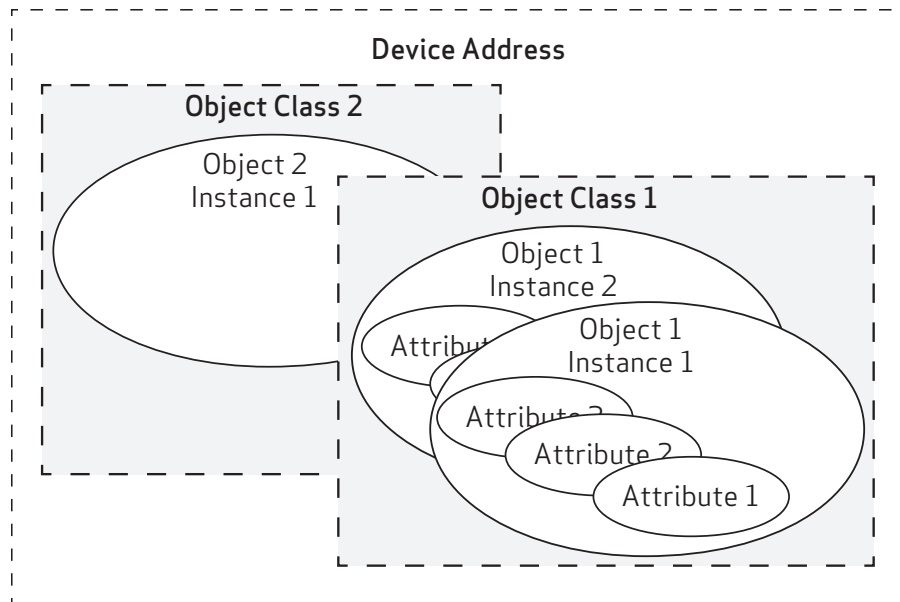 Device Address
Object Class 2
Object 2
Instance 1
Object Class 1
Object 1
Instance 2
Object 1
Instance 1
Attribute 2
Attribute 1